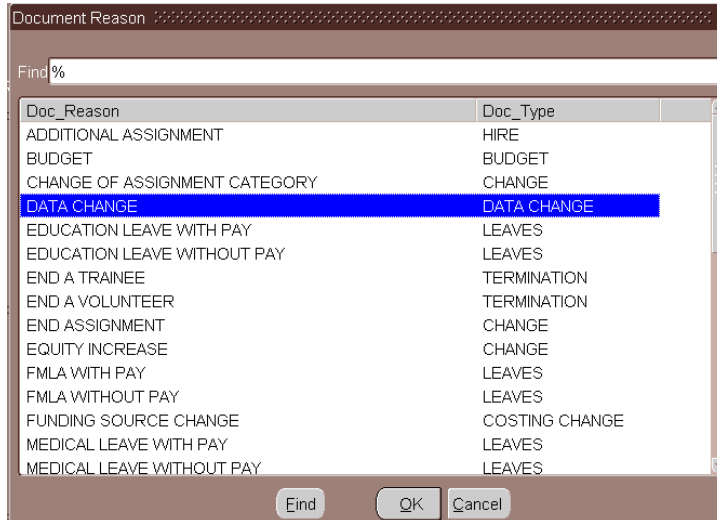 Document Reason
Find %
Doc_Reason Doc_Type
ADDITIONAL ASSIGNMENT HIRE
BUDGET BUDGET
CHANGE OF ASSIGNMENT CATEGORY CHANGE
DATA CHANGE DATA CHANGE
EDUCATION LEAVE WITH PAY LEAVES
EDUCATION LEAVE WITHOUT PAY LEAVES
END A TRAINEE TERMINATION
END A VOLUNTEER TERMINATION
END ASSIGNMENT CHANGE
EQUITY INCREASE CHANGE
FMLA WITH PAY LEAVES
FMLA WITHOUT PAY LEAVES
FUNDING SOURCE CHANGE COSTING CHANGE
MEDICAL LEAVE WITH PAY LEAVES
MEDICAL LEAVE WITHOUT PAY LEAVES
Find OK Cancel